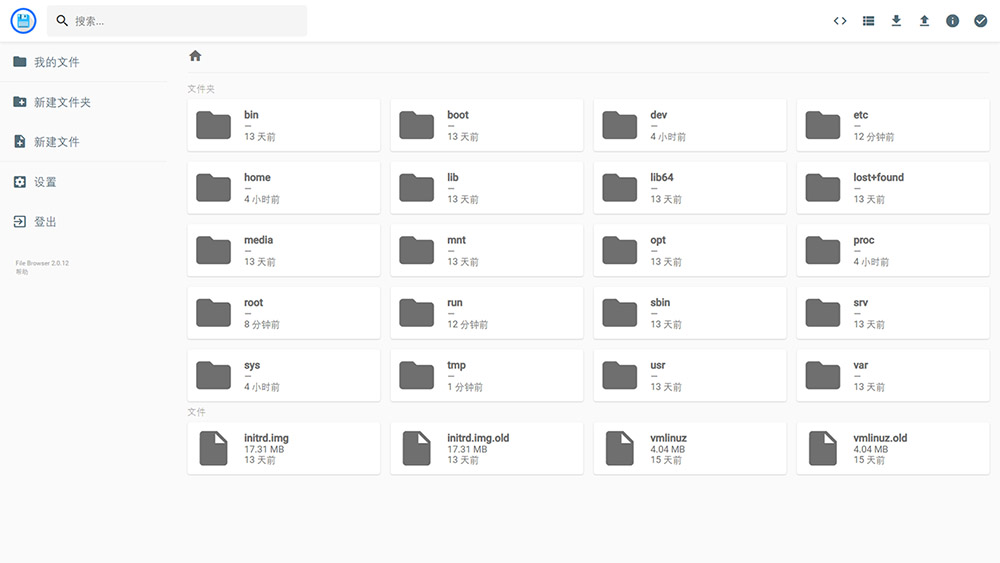 搜索...
我的文件
新建文件夹
新建文件
设置
登出
File Browser 2.0.12
帮助
文件夹
bin
—
13 天前
boot
—
13 天前
dev
—
4 小时前
etc
—
12 分钟前
home
—
4 小时前
lib
—
13 天前
lib64
—
13 天前
lost+found
—
13 天前
media
—
13 天前
mnt
—
13 天前
opt
—
13 天前
proc
—
4 小时前
root
—
8 分钟前
run
—
12 分钟前
sbin
—
13 天前
srv
—
13 天前
sys
—
4 小时前
tmp
—
1 分钟前
usr
—
13 天前
var
—
13 天前
文件
initrd.img
17.31 MB
13 天前
initrd.img.old
17.31 MB
13 天前
vmlinuz
4.04 MB
15 天前
vmlinuz.old
4.04 MB
15 天前